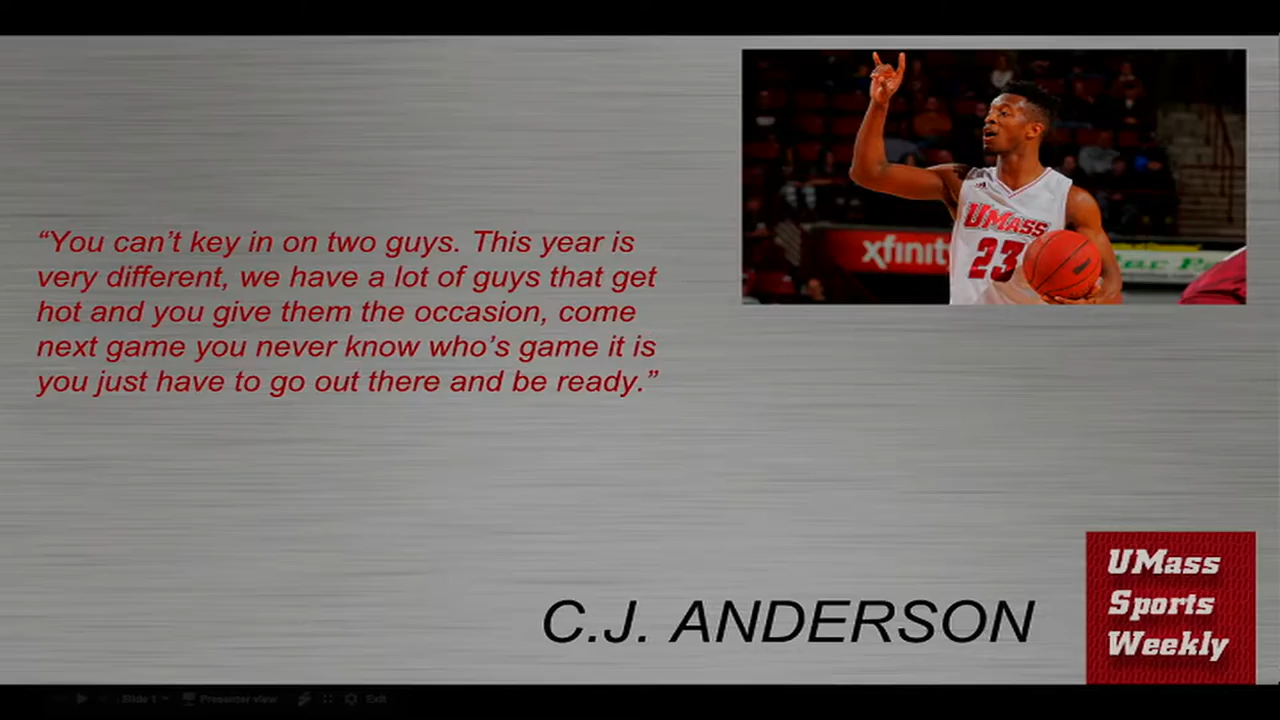 “You can’t key in on two guys. This year is
very different, we have a lot of guys that get
hot and you give them the occasion, come
next game you never know who’s game it is
you just have to go out there and be ready.”
xfinity
UMASS
23
C.J. ANDERSON
UMass
Sports
Weekly
Slide 1
Presenter view
Exit